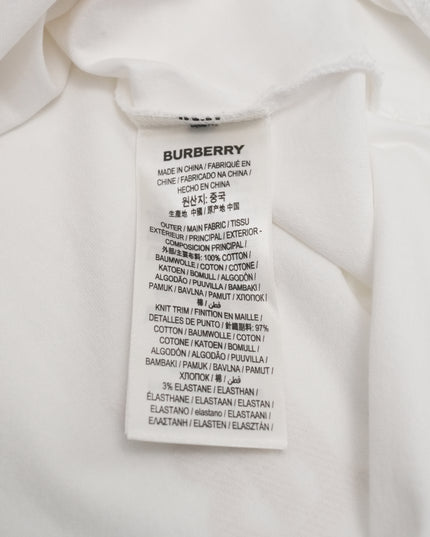 BURBERRY
MADE IN CHINA / FABRIQUÉ EN
CHINE / FABRICADO NA CHINA /
HECHO EN CHINA
원산지: 중국
生產地 中國 / 原产地 中国
OUTER / MAIN FABRIC / TISSU
EXTÉRIEUR / PRINCIPAL / EXTERIOR -
COMPOSICIÓN PRINCIPAL /
外部/主要布料: 100% COTTON /
BAUMWOLLE / COTON / COTONE /
KATOEN / BOMULL / ALGODÓN /
ALGODÃO / PUUVILLA / BAMBAKI /
PAMUK / BAVLNA / PAMUT / ХЛОПОК /
棉 / قطن
KNIT TRIM / FINITION EN MAILLE /
DETALLES DE PUNTO / 針織附料: 97%
COTTON / BAUMWOLLE / COTON /
COTONE / KATOEN / BOMULL /
ALGODÓN / ALGODÃO / PUUVILLA /
BAMBAKI / PAMUK / BAVLNA / PAMUT /
ХЛОПОК / 棉 / قطن
3% ELASTANE / ELASTHAN /
ÉLASTHANE / ELASTAAN / ELASTAN /
ELASTANO / elastano / ELASTAANI /
ΕΛΑΣΤΑΝΗ / ELASTEN / ELASZTÁN /